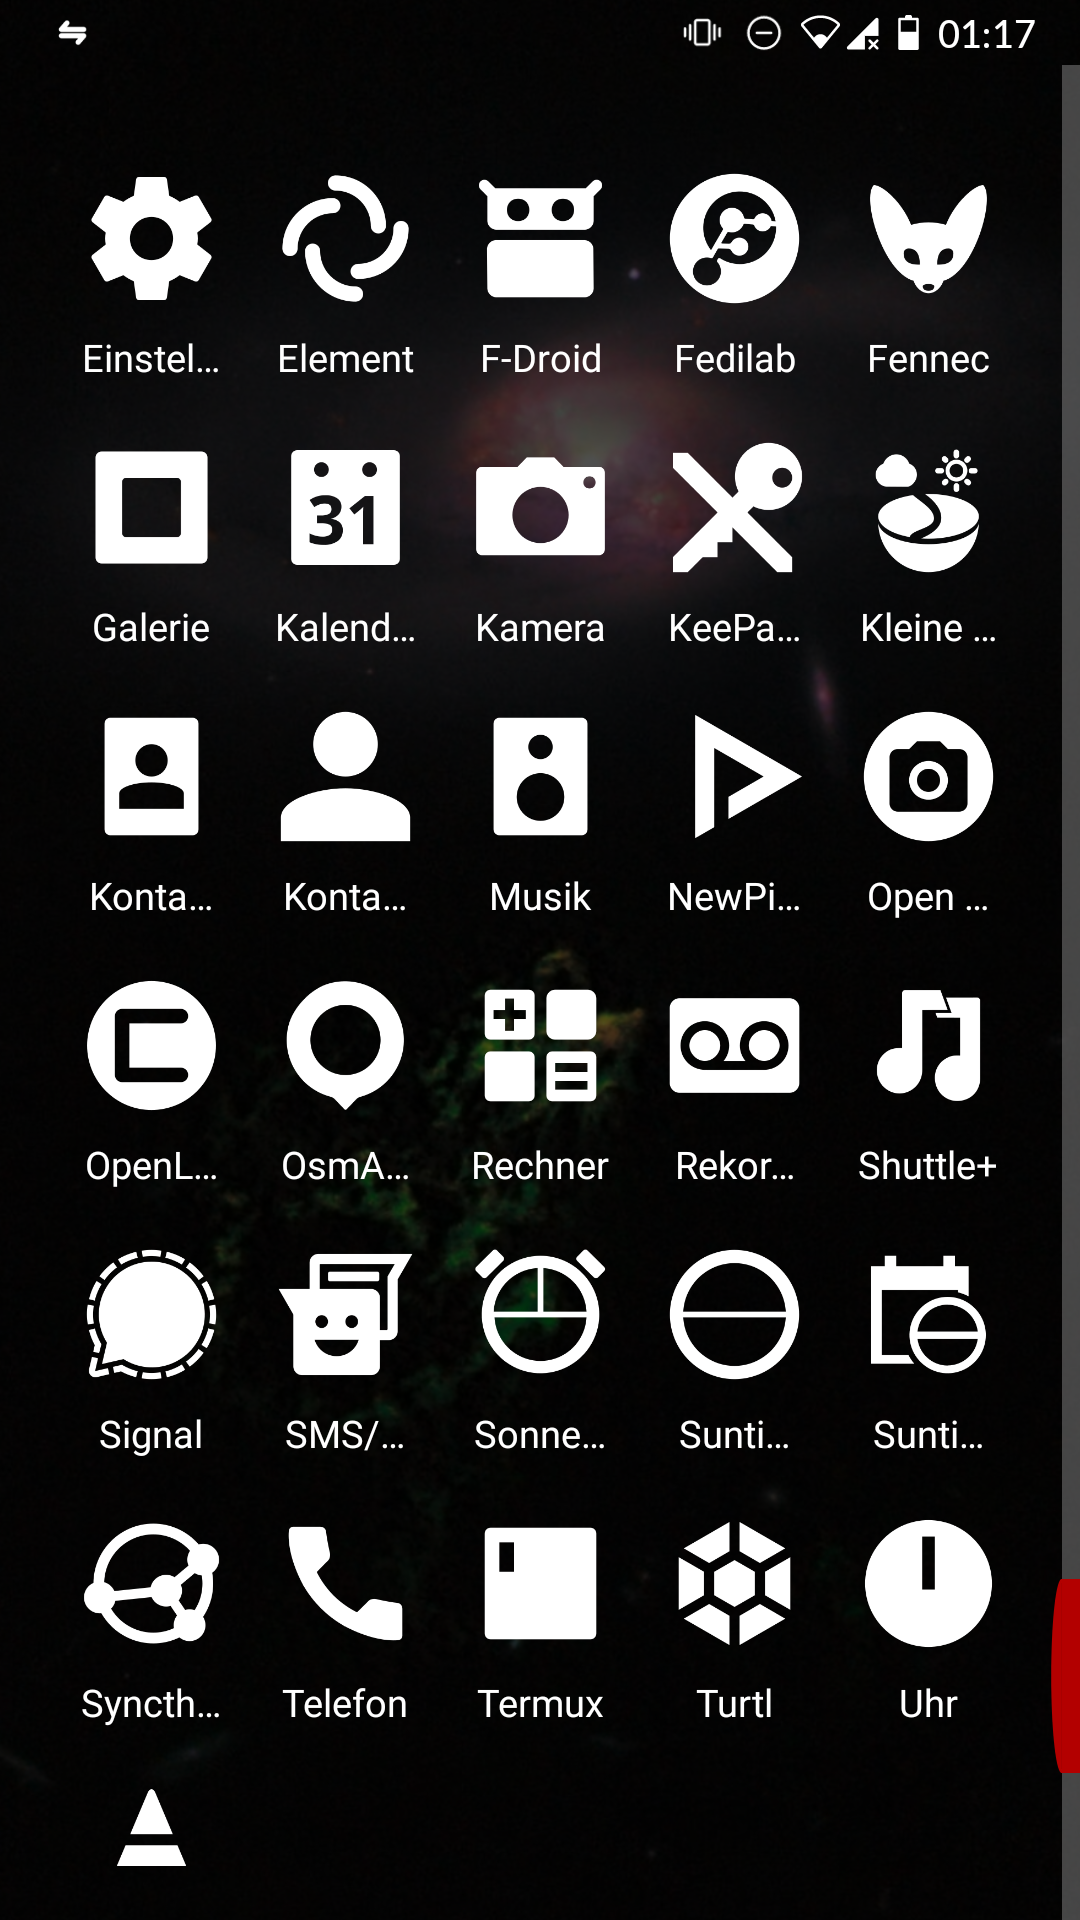 01:17
Einstel... Element F-Droid Fedilab Fennec
31
Galerie Kalend... Kamera KeePa... Kleine ...
Konta... Konta... Musik NewPi... Open ...
OpenL... OsmA... Rechner Rekor... Shuttle+
Signal SMS/... Sonne... Sunti... Sunti...
Syncth... Telefon Termux Turtl Uhr